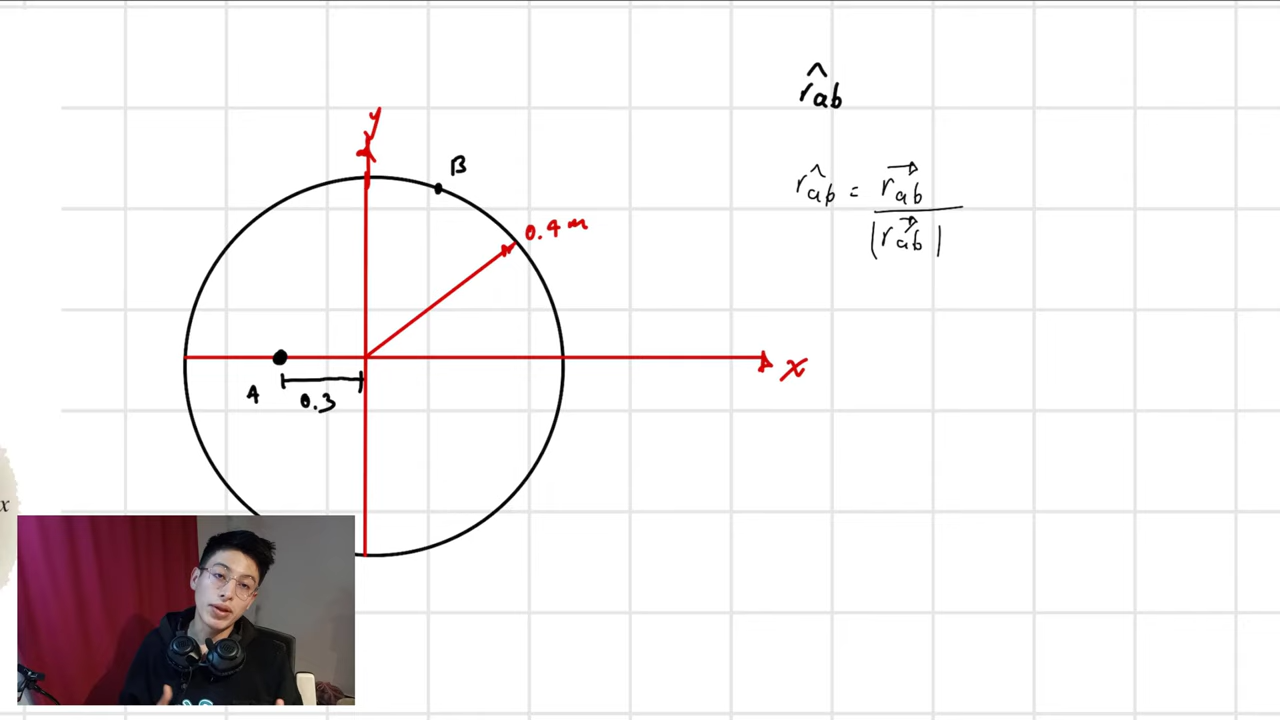 r̂ab
y
B
r̂ab = r⃗ab
|r⃗ab|
0.4 m
x
A
0.3
x